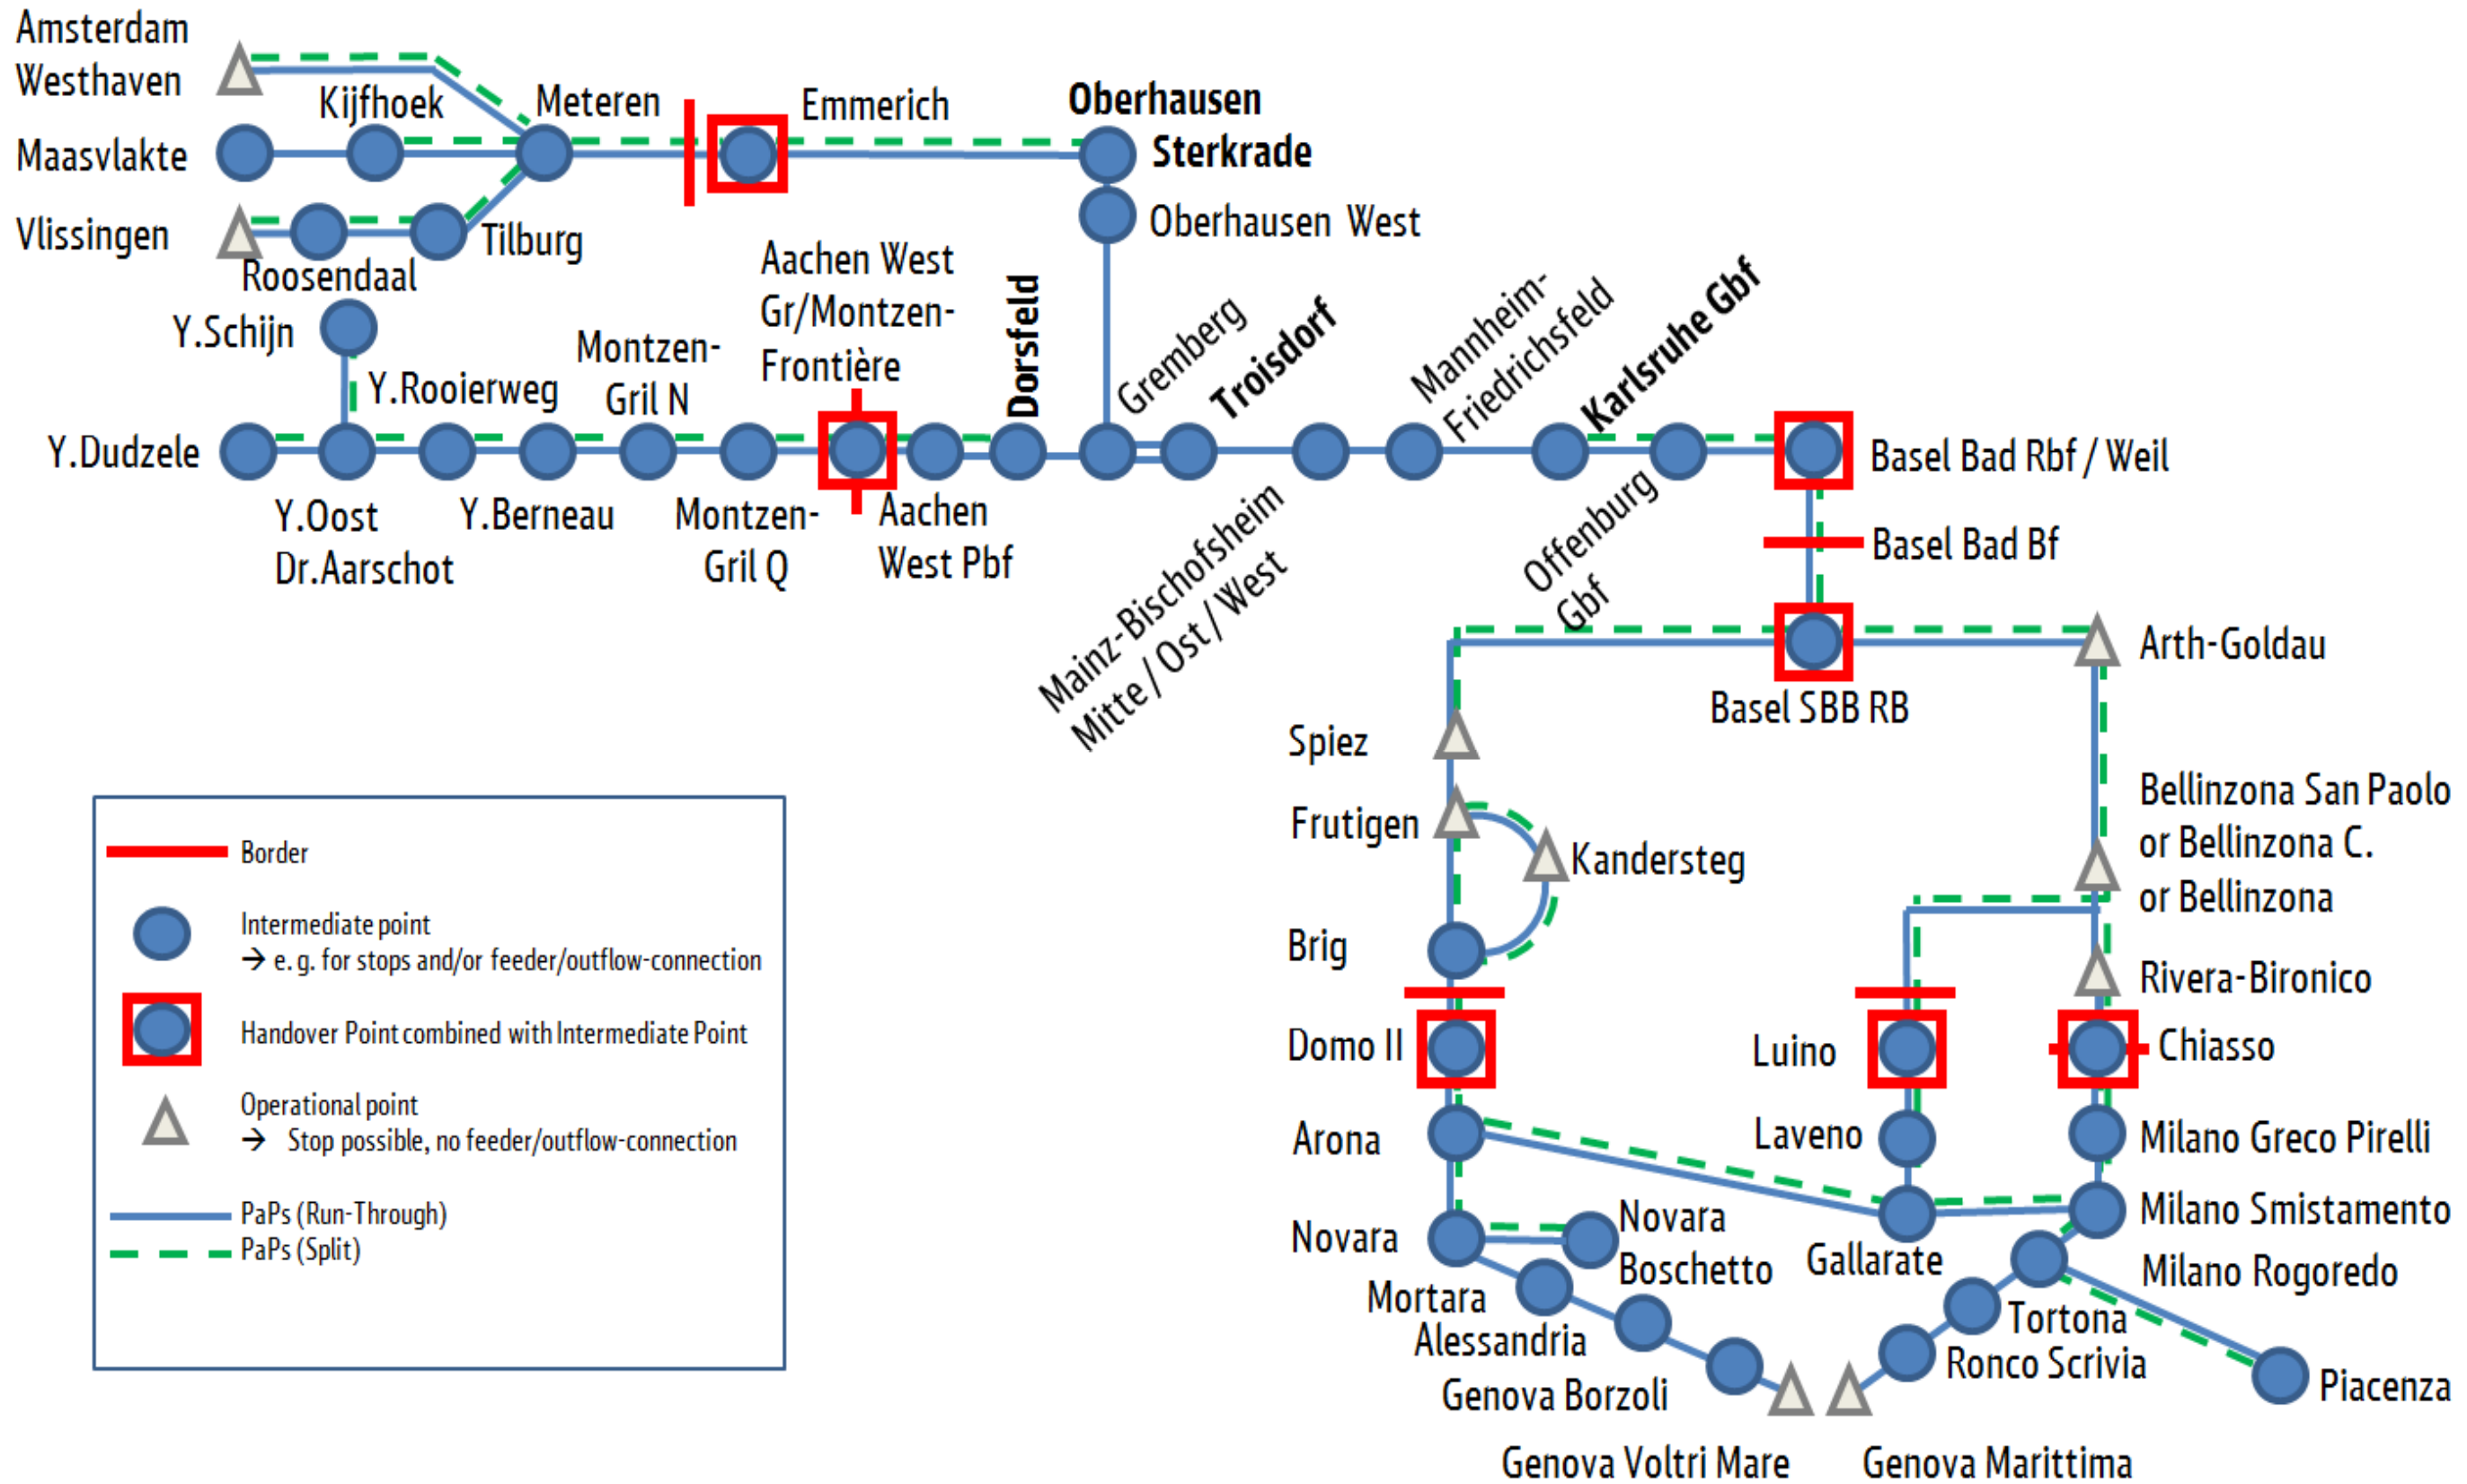 Amsterdam
Westhaven
Kijfhoek
Meteren
Emmerich
Oberhausen
Sterkrade
Maasvlakte
Oberhausen West
Vlissingen
Tilburg
Roosendaal
Aachen West
Gr/Montzen-
Frontière
Y.Schijn
Y.Rooierweg
Montzen-
Gril N
Dorsfeld
Gremberg
Troisdorf
Mannheim-
Friedrichsfeld
Karlsruhe Gbf
Y.Dudzele
Basel Bad Rbf / Weil
Y.Oost
Dr.Aarschot
Y.Berneau
Montzen-
Gril Q
Aachen
West Pbf
Mainz-Bischofsheim
Mitte / Ost / West
Offenburg
Gbf
Basel Bad Bf
Arth-Goldau
Basel SBB RB
Spiez
Frutigen
Kandersteg
Bellinzona San Paolo
or Bellinzona C.
or Bellinzona
Brig
Rivera-Bironico
Domo II
Luino
Chiasso
Arona
Laveno
Milano Greco Pirelli
Novara
Novara
Boschetto
Gallarate
Milano Smistamento
Milano Rogoredo
Mortara
Alessandria
Tortona
Ronco Scrivia
Genova Borzoli
Piacenza
Genova Voltri Mare
Genova Marittima
Border
Intermediate point
→ e. g. for stops and/or feeder/outflow-connection
Handover Point combined with Intermediate Point
Operational point
→ Stop possible, no feeder/outflow-connection
PaPs (Run-Through)
PaPs (Split)